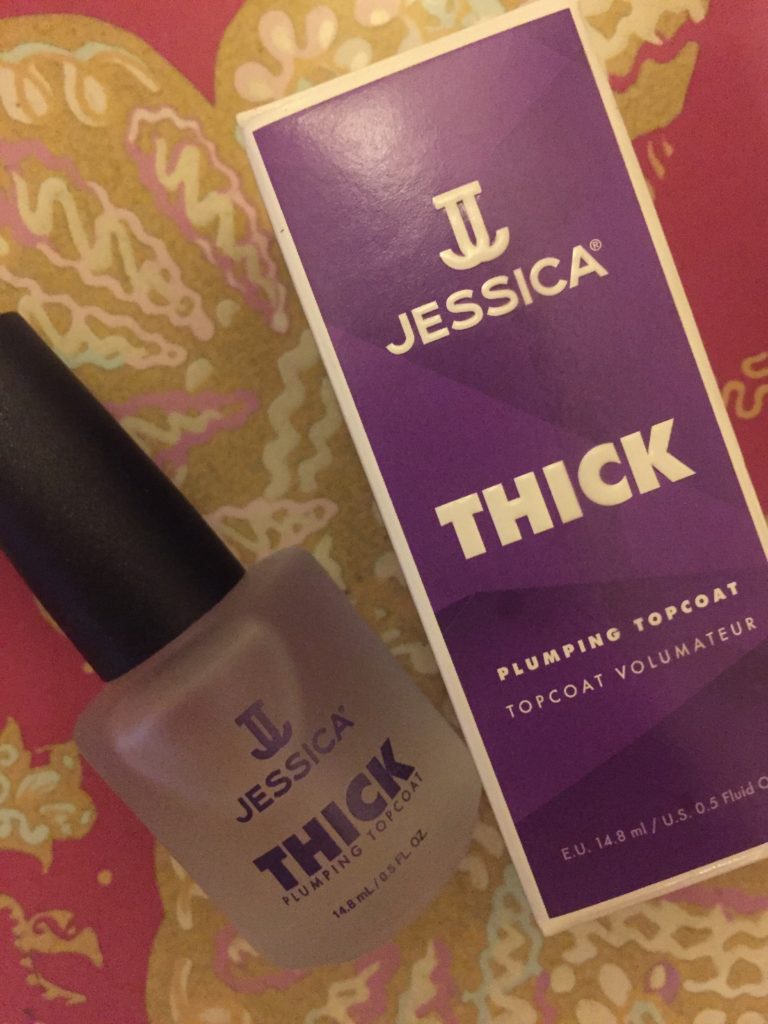 JESSICA®
THICK
PLUMPING TOPCOAT
TOPCOAT VOLUMATEUR
E.U. 14.8 ml / U.S. 0.5 Fluid
JESSICA®
THICK
PLUMPING TOPCOAT
14.8 mL / 0.5 FL OZ